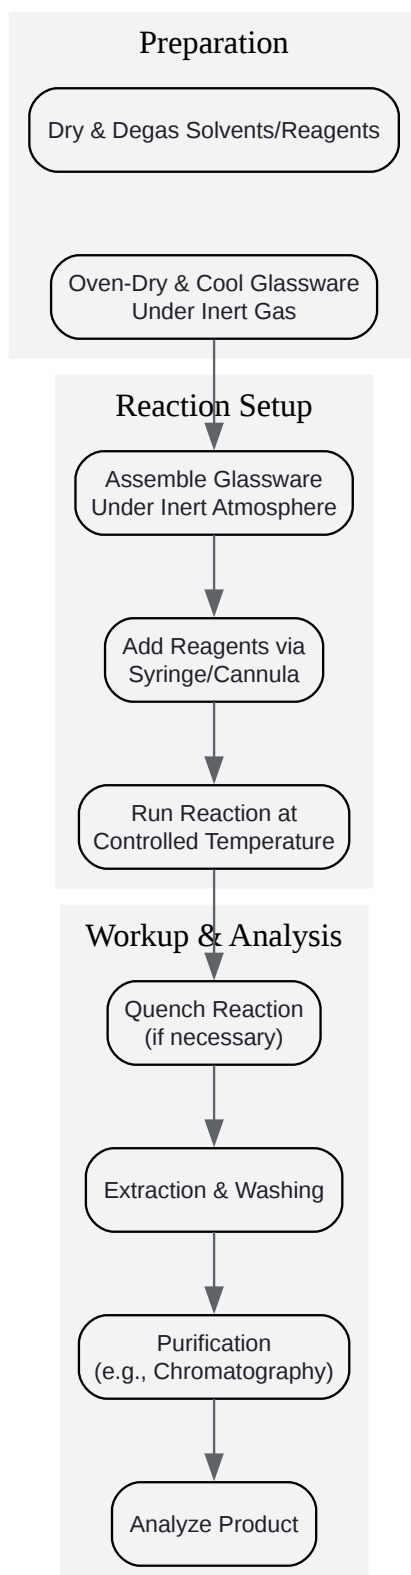 Preparation
Dry & Degas Solvents/Reagents
Oven-Dry & Cool Glassware
Under Inert Gas
Reaction Setup
Assemble Glassware
Under Inert Atmosphere
Add Reagents via
Syringe/Cannula
Run Reaction at
Controlled Temperature
Workup & Analysis
Quench Reaction
(if necessary)
Extraction & Washing
Purification
(e.g., Chromatography)
Analyze Product